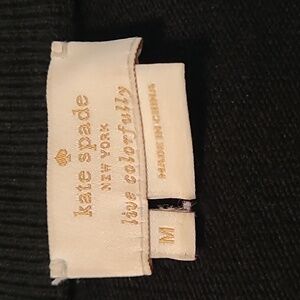 kate spade
NEW YORK
live colorfully
MADE IN CHINA
M